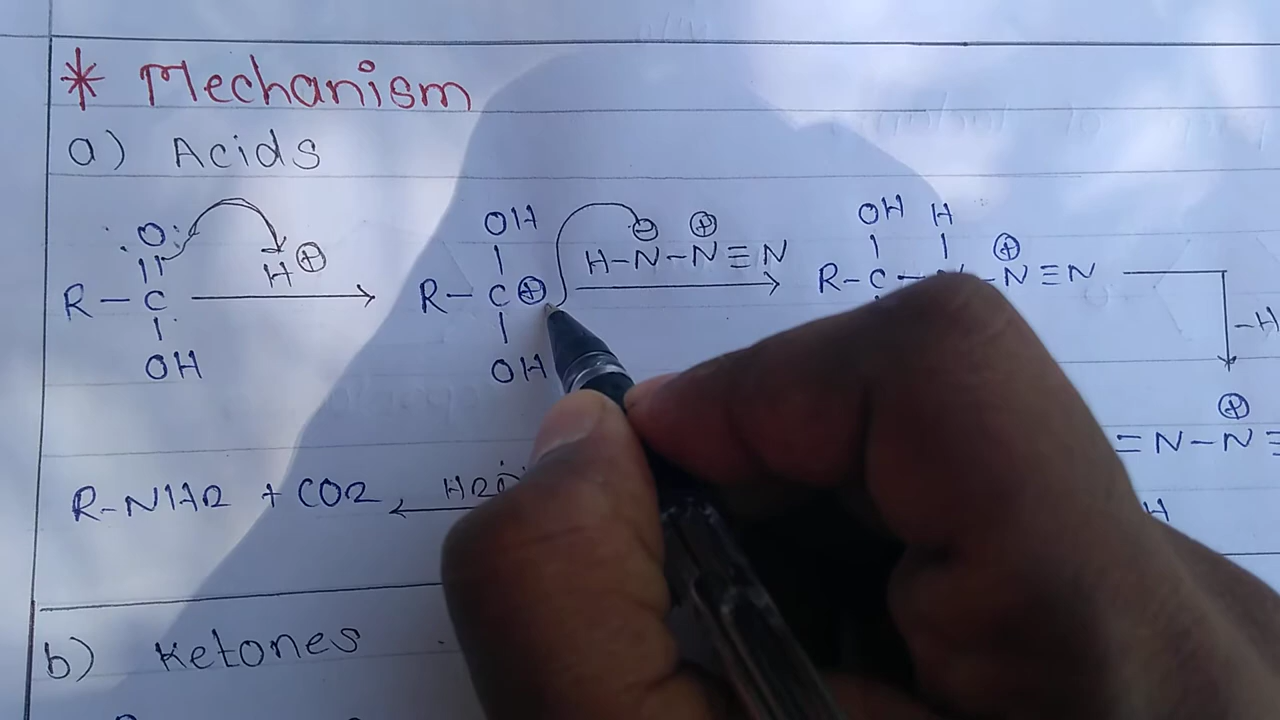 * Mechanism
a) Acids
:O: H⊕ OH H-N⊖-N⊕≡N OH H ⊕
R-C R-C⊕ R-C- -N≡N -H
OH OH
⊕
=N-N≡
R-NH2 + CO2, H2O H
b) Ketones